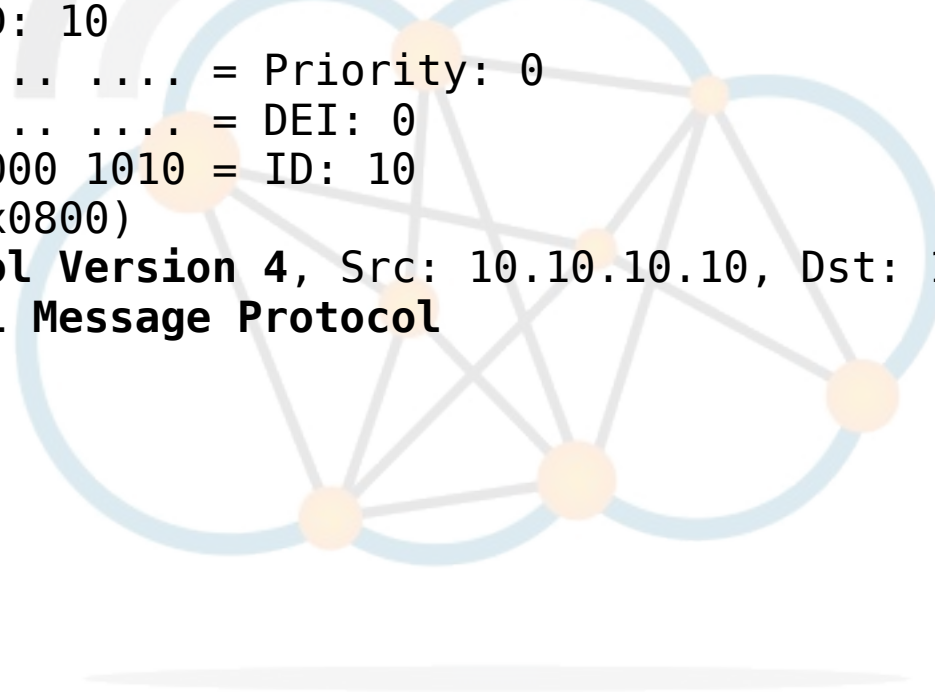 : 10
.. .... = Priority: 0
.. .... = DEI: 0
000 1010 = ID: 10
0x0800)
ol Version 4, Src: 10.10.10.10, Dst:
Message Protocol